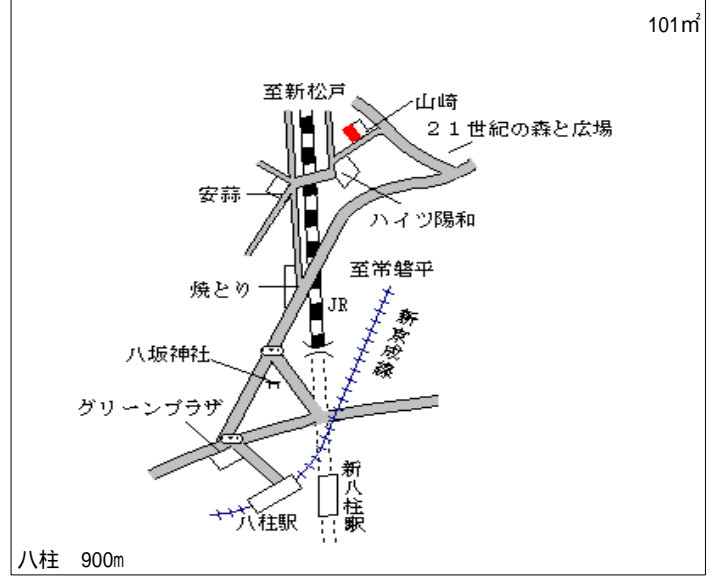 101㎡
至新松戸
山崎
21世紀の森と広場
安蒜
ハイツ陽和
至常磐平
焼とり
JR
新京成線
八坂神社
グリーンプラザ
新八柱駅
八柱駅
八柱 900m